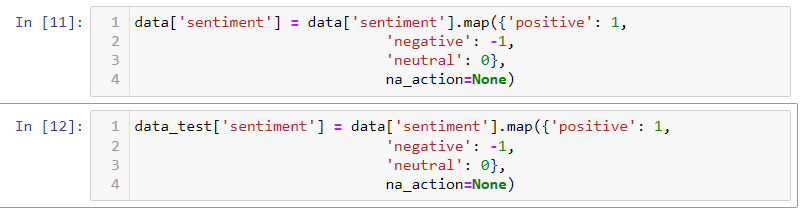 In [11]:
1 data['sentiment'] = data['sentiment'].map({'positive': 1,
2 'negative': -1,
3 'neutral': 0},
4 na_action=None)
In [12]:
1 data_test['sentiment'] = data['sentiment'].map({'positive': 1,
2 'negative': -1,
3 'neutral': 0},
4 na_action=None)